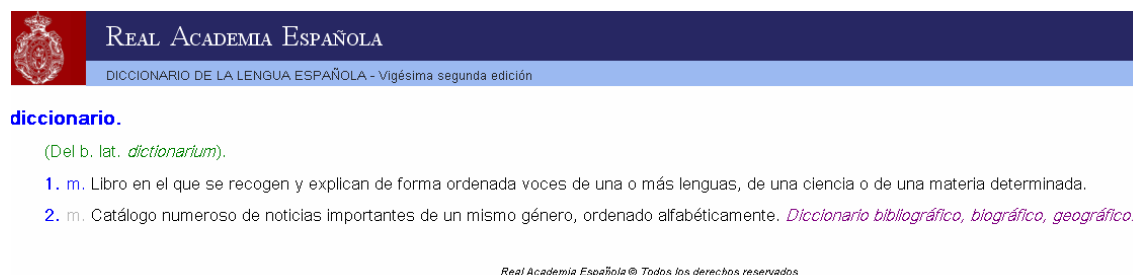 REAL ACADEMIA ESPAÑOLA
DICCIONARIO DE LA LENGUA ESPAÑOLA - Vigésima segunda edición
diccionario.
(Del b. lat. dictionarium).
1. m. Libro en el que se recogen y explican de forma ordenada voces de una o más lenguas, de una ciencia o de una materia determinada.
2. m. Catálogo numeroso de noticias importantes de un mismo género, ordenado alfabéticamente. Diccionario bibliográfico, biográfico, geográfico.
Real Academia Española © Todos los derechos reservados